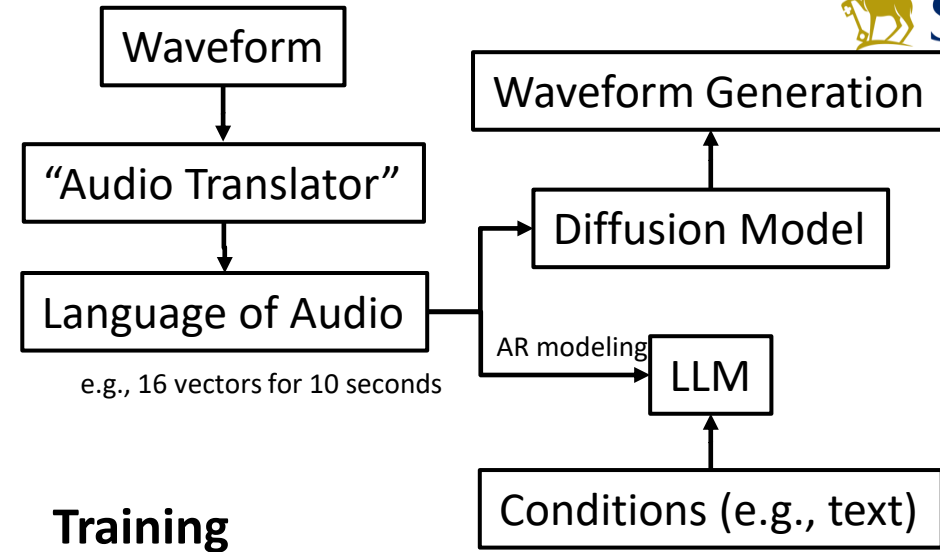 Waveform
Waveform Generation
“Audio Translator”
Diffusion Model
Language of Audio
AR modeling
LLM
e.g., 16 vectors for 10 seconds
Conditions (e.g., text)
Training